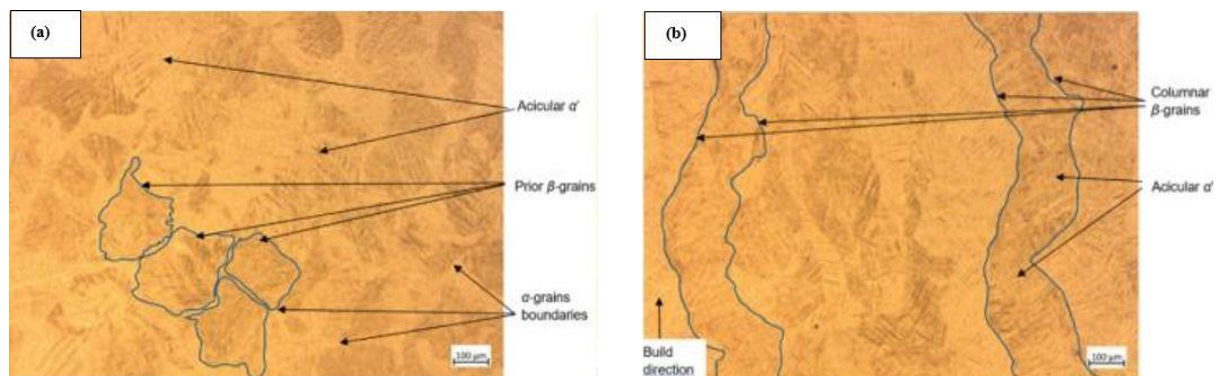 (a)
Acicular α'
Prior β-grains
α-grains
boundaries
100 μm
(b)
Columnar
β-grains
Acicular α'
Build
direction
100 μm